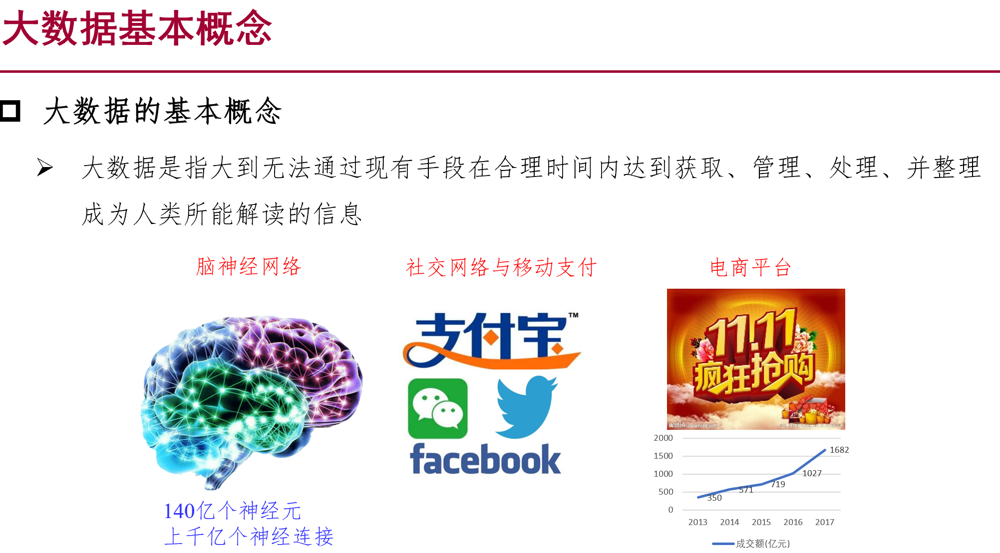 大数据基本概念
大数据的基本概念
大数据是指大到无法通过现有手段在合理时间内达到获取、管理、处理、并整理
成为人类所能解读的信息
脑神经网络
社交网络与移动支付
电商平台
140亿个神经元
上千亿个神经连接
支付宝™
facebook
11.11
疯狂抢购
昵图网 www.nipic.com
2000
1500
1000
500
0
350
571
719
1027
1682
2013 2014 2015 2016 2017
成交额(亿元)